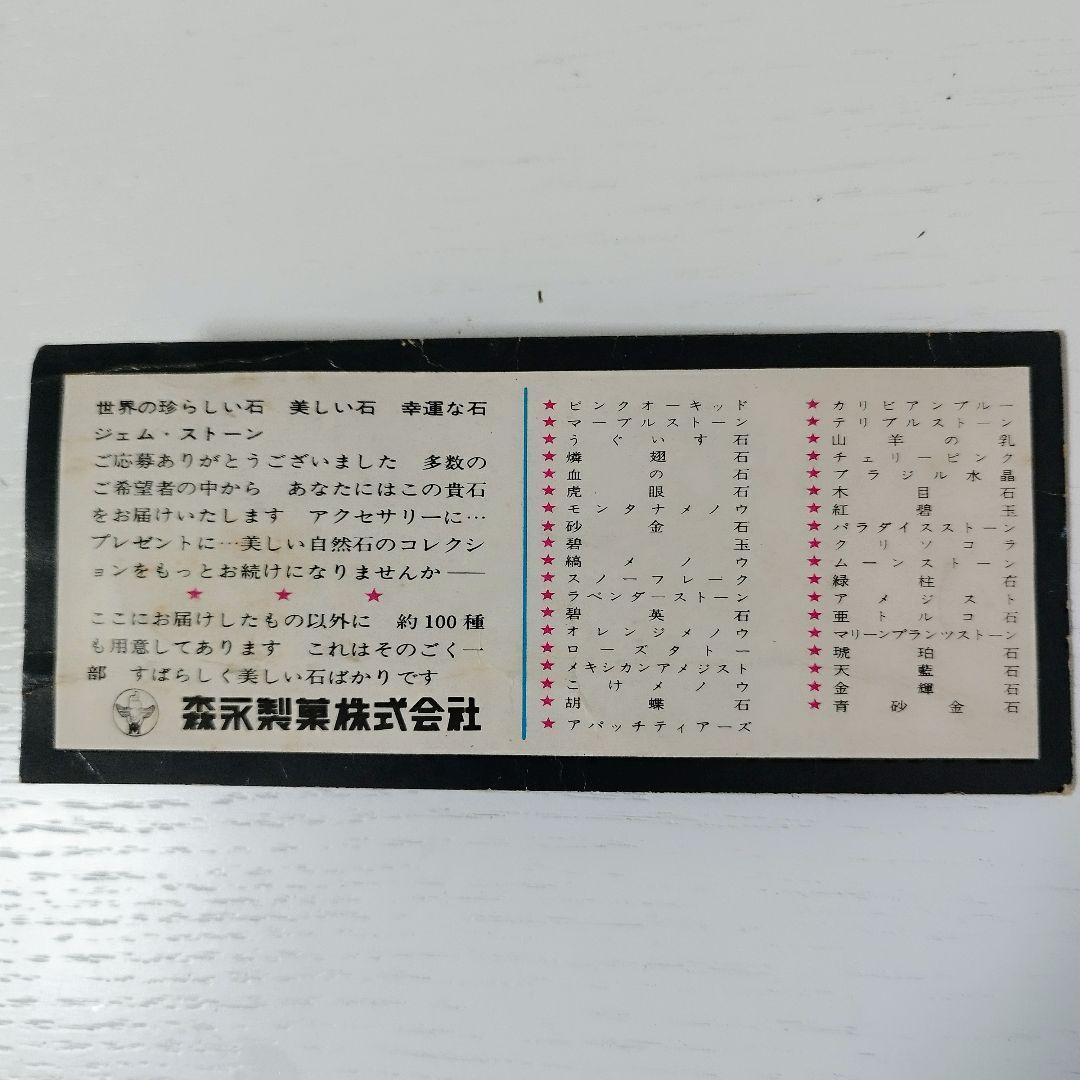 世界の珍らしい石　美しい石　幸運な石
ジェム・ストーン
ご応募ありがとうございました　多数の
ご希望者の中から　あなたにはこの貴石
をお届けいたします　アクセサリーに…
プレゼントに…美しい自然石のコレクシ
ョンをもっとお続けになりませんか――
★　★　★
ここにお届けしたもの以外に　約100種
も用意してあります　これはそのごく一
部　すばらしく美しい石ばかりです
森永製菓株式会社
★ピンクオーキッド
★マーブルストーン
★うぐいす石
★燐翅石
★血の石
★虎眼石
★モンタナメノウ
★砂金石
★碧玉
★縞メノウ
★スノーフレーク
★ラベンダーストーン
★碧英石
★オレンジメノウ
★ローズタトー
★メキシカンアメジスト
★こけメノウ
★胡蝶石
★アパッチティアーズ
★カリビアンブルー
★テリブルストーン
★山羊の乳
★チェリーピンク
★ブラジル水晶
★木目石
★紅碧玉
★パラダイスストーン
★クリソコラ
★ムーンストーン
★緑柱石
★アメジスト
★亜トルコ石
★マリーンプランツストーン
★琥珀石
★天藍石
★金輝石
★青砂金石